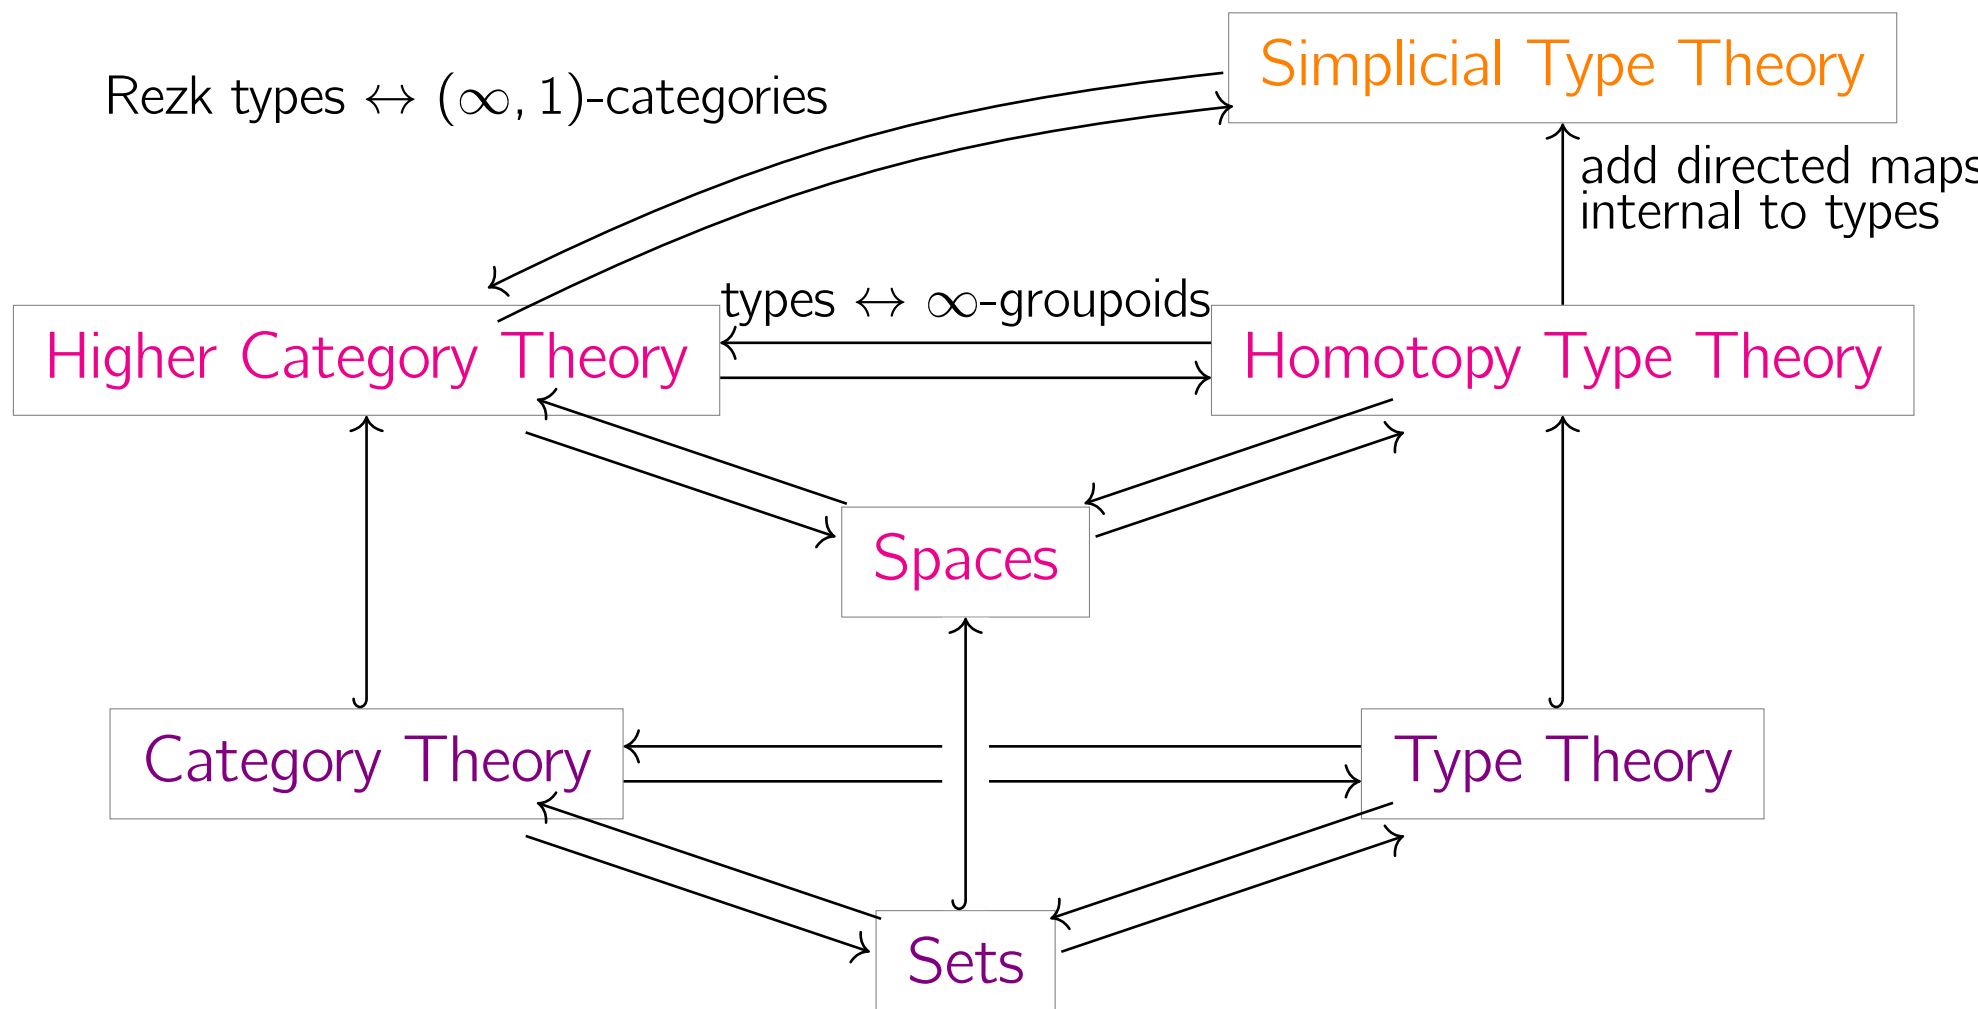 Simplicial Type Theory
Rezk types ↔ (∞, 1)-categories
add directed maps
internal to types
types ↔ ∞-groupoids
Higher Category Theory
Homotopy Type Theory
Spaces
Category Theory
Type Theory
Sets